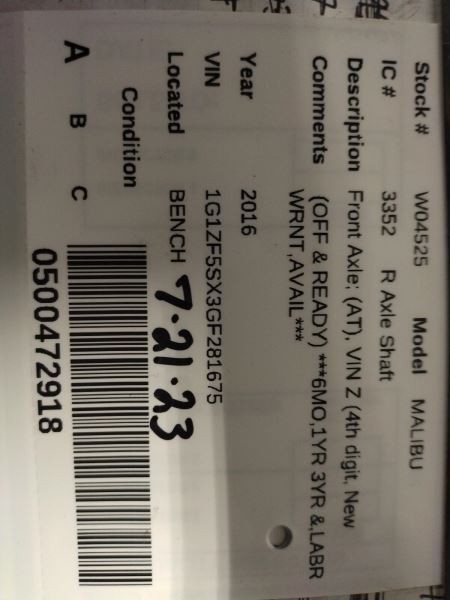 Stock # W04525 Model MALIBU
IC # 3352 R Axle Shaft
Description Front Axle; (AT), VIN Z (4th digit, New
Comments (OFF & READY) ***6MO,1YR 3YR &,LABR
WRNT,AVAIL***
Year 2016
VIN 1G1ZF5SX3GF281675
Located BENCH 7.21.23
Condition
A B C
0500472918